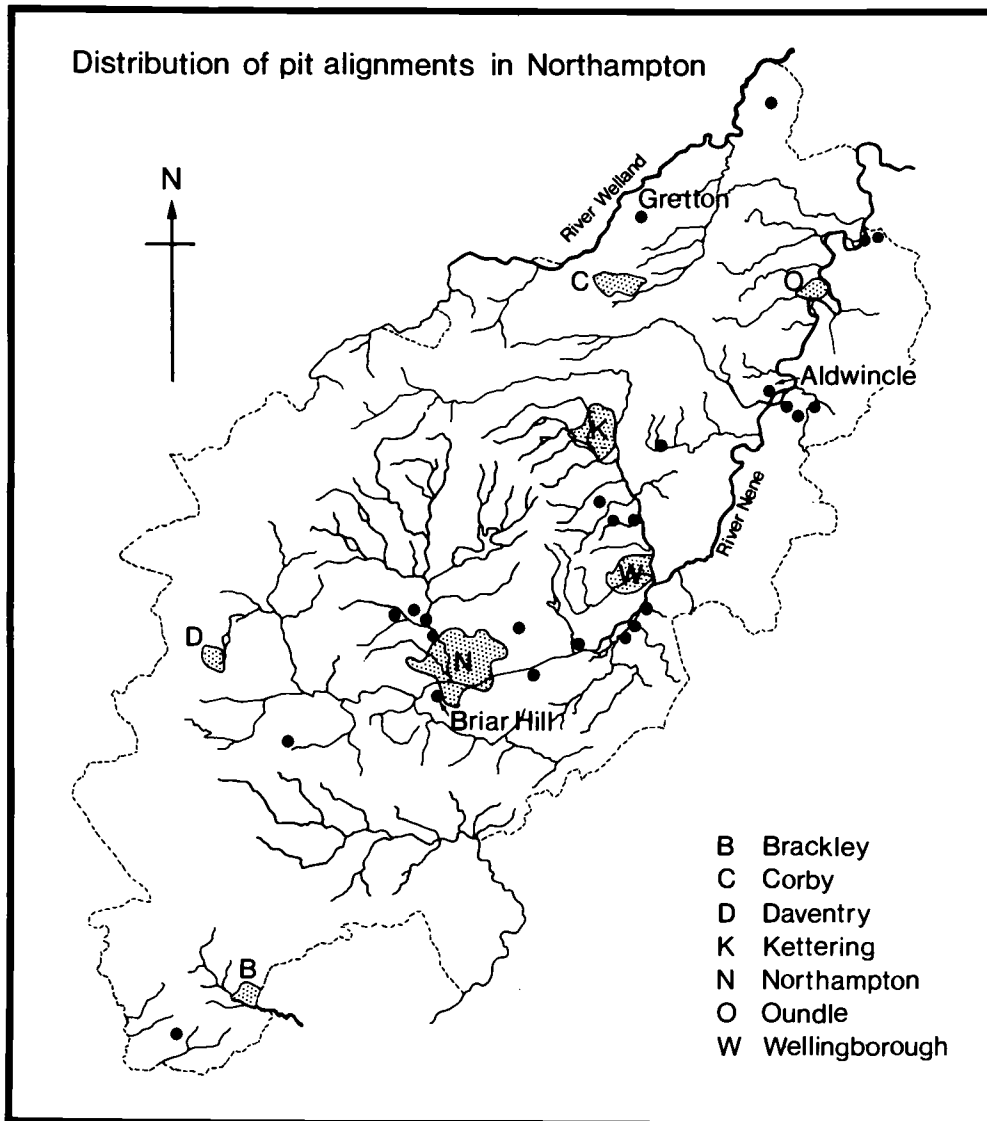 Distribution of pit alignments in Northampton
N
River Welland
Gretton
C
O
Aldwincle
K
River Nene
W
D
N
Briar Hill
B
B Brackley
C Corby
D Daventry
K Kettering
N Northampton
O Oundle
W Wellingborough